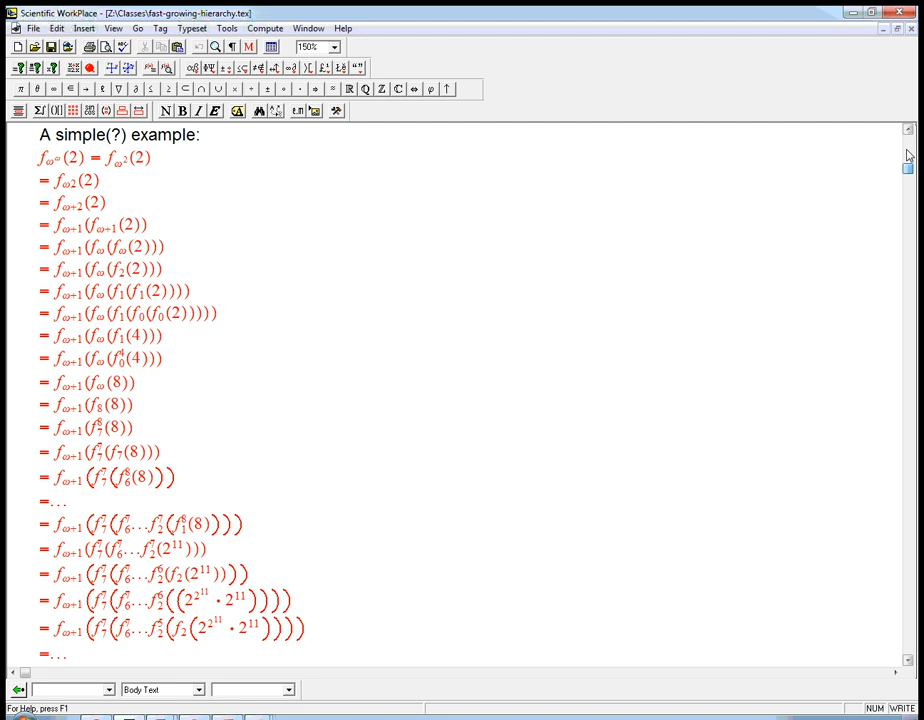 Scientific WorkPlace - [Z:\Classes\fast-growing-hierarchy.tex]
File Edit Insert View Go Tag Typeset Tools Compute Window Help
150%
N B I E
A simple(?) example:
f_{ω^ω}(2) = f_{ω^2}(2)
= f_{ω2}(2)
= f_{ω+2}(2)
= f_{ω+1}(f_{ω+1}(2))
= f_{ω+1}(f_ω(f_ω(2)))
= f_{ω+1}(f_ω(f_2(2)))
= f_{ω+1}(f_ω(f_1(f_1(2))))
= f_{ω+1}(f_ω(f_1(f_0(f_0(2)))))
= f_{ω+1}(f_ω(f_1(4)))
= f_{ω+1}(f_ω(f_0^4(4)))
= f_{ω+1}(f_ω(8))
= f_{ω+1}(f_8(8))
= f_{ω+1}(f_7^8(8))
= f_{ω+1}(f_7^7(f_7(8)))
= f_{ω+1}(f_7^7(f_6^8(8)))
=...
= f_{ω+1}(f_7^7(f_6^7...f_2^7(f_1^8(8))))
= f_{ω+1}(f_7^7(f_6^7...f_2^7(2^{11})))
= f_{ω+1}(f_7^7(f_6^7...f_2^6(f_2(2^{11}))))
= f_{ω+1}(f_7^7(f_6^7...f_2^6((2^{2^{11}} · 2^{11}))))
= f_{ω+1}(f_7^7(f_6^7...f_2^5(f_2(2^{2^{11}} · 2^{11}))))
=...
Body Text
For Help, press F1
NUM WRITE